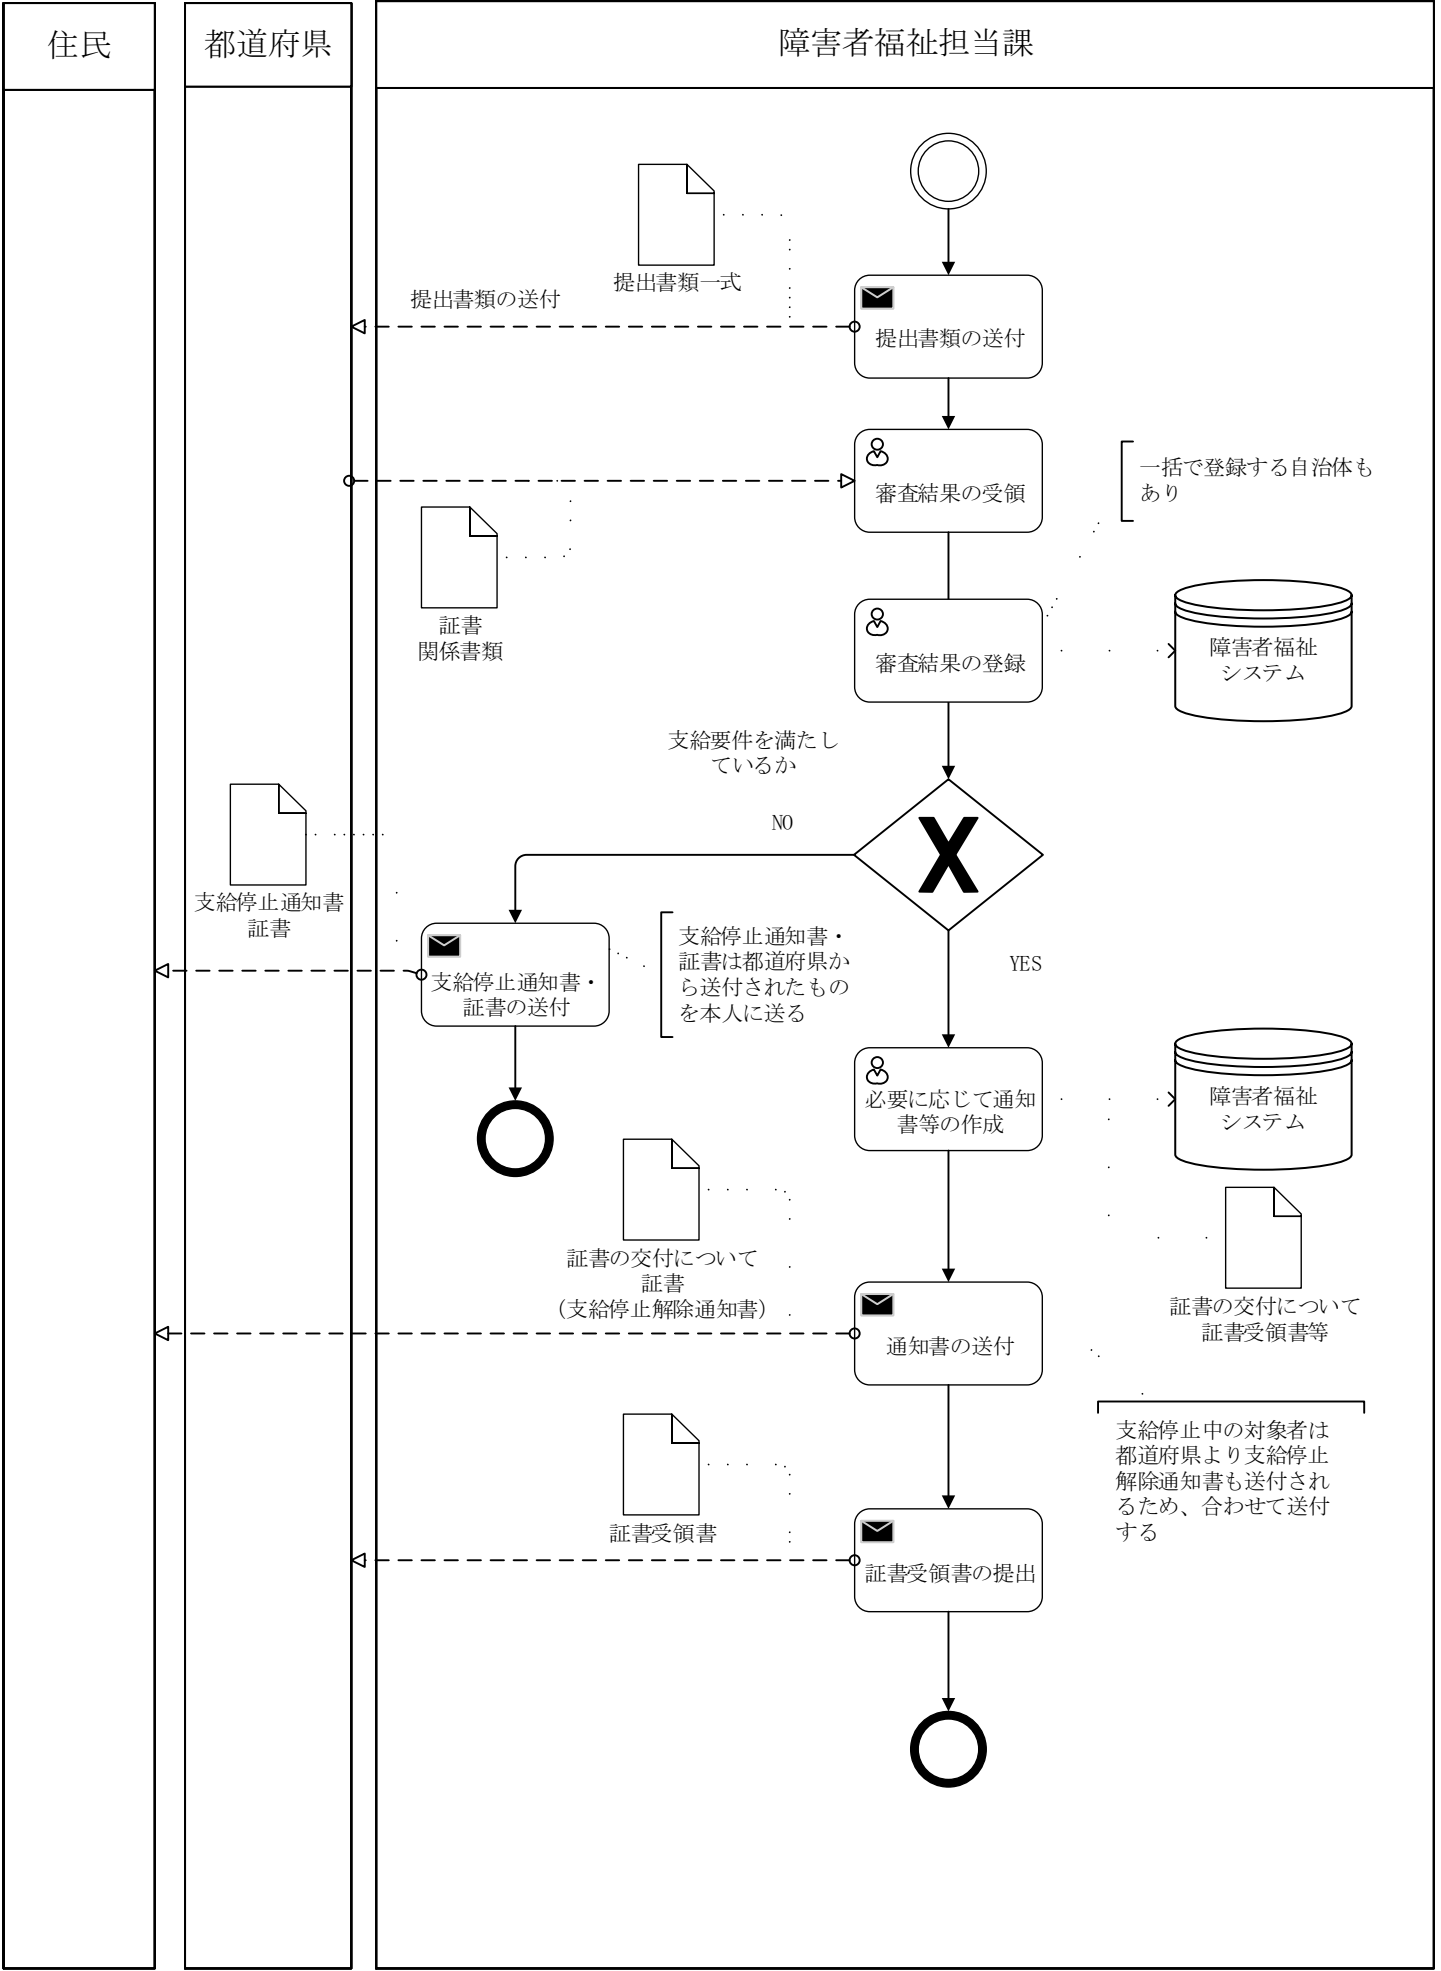 住民
都道府県
障害者福祉担当課
提出書類一式
提出書類の送付
提出書類の送付
審査結果の受領
一括で登録する自治体も
あり
証書
関係書類
審査結果の登録
障害者福祉
システム
支給要件を満たし
ているか
NO
YES
支給停止通知書
証書
支給停止通知書・
証書の送付
支給停止通知書・
証書は都道府県か
ら送付されたもの
を本人に送る
必要に応じて通知
書等の作成
障害者福祉
システム
証書の交付について
証書
（支給停止解除通知書）
証書の交付について
証書受領書等
通知書の送付
支給停止中の対象者は
都道府県より支給停止
解除通知書も送付され
るため、合わせて送付
する
証書受領書
証書受領書の提出